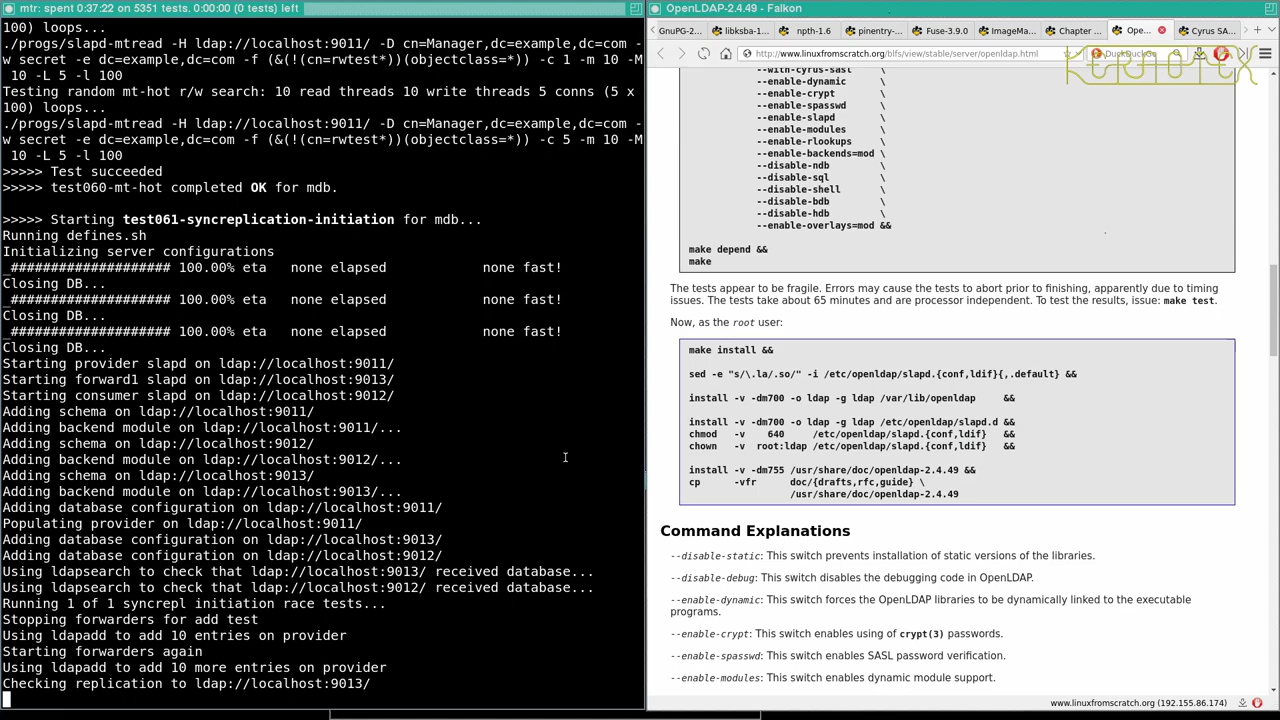 mtr: spent 0:37:22 pm on 5351 tests. 0:00:00 (0 tests) left
100) loops...
./progs/slapd-mtread -H ldap://localhost:9011/ -D cn=Manager,dc=example,dc=com -
w secret -e dc=example,dc=com -f (&(!(cn=rwtest*))(objectclass=*)) -c 1 -m 10 -M
 10 -L 5 -l 100
Testing random mt-hot r/w search: 10 read threads 10 write threads 5 conns (5 x
100) loops...
./progs/slapd-mtread -H ldap://localhost:9011/ -D cn=Manager,dc=example,dc=com -
w secret -e dc=example,dc=com -f (&(!(cn=rwtest*))(objectclass=*)) -c 5 -m 10 -M
 10 -L 5 -l 100
>>>>> Test succeeded
>>>>> test060-mt-hot completed OK for mdb.
>>>>> Starting test061-syncreplication-initiation for mdb...
Running defines.sh
Initializing server configurations
_#################### 100.00% eta   none elapsed            none fast!
Closing DB...
_#################### 100.00% eta   none elapsed            none fast!
Closing DB...
_#################### 100.00% eta   none elapsed            none fast!
Closing DB...
Starting provider slapd on ldap://localhost:9011/
Starting forward1 slapd on ldap://localhost:9013/
Starting consumer slapd on ldap://localhost:9012/
Adding schema on ldap://localhost:9011/
Adding backend module on ldap://localhost:9011/...
Adding schema on ldap://localhost:9012/
Adding backend module on ldap://localhost:9012/...
Adding schema on ldap://localhost:9013/
Adding backend module on ldap://localhost:9013/...
Adding database configuration on ldap://localhost:9011/
Populating provider on ldap://localhost:9011/
Adding database configuration on ldap://localhost:9013/
Adding database configuration on ldap://localhost:9012/
Using ldapsearch to check that ldap://localhost:9013/ received database...
Using ldapsearch to check that ldap://localhost:9012/ received database...
Running 1 of 1 syncrepl initiation race tests...
Stopping forwarders for add test
Using ldapadd to add 10 entries on provider
Starting forwarders again
Using ldapadd to add 10 more entries on provider
Checking replication to ldap://localhost:9013/
OpenLDAP-2.4.49 - Falkon
GnuPG-2... libksba-1... npth-1.6... pinentry-... Fuse-3.9.0 ImageMa... Chapter ... Ope... Cyrus SA...
http://www.linuxfromscratch.org/blfs/view/stable/server/openldap.html DuckDuckGo
KERNOTEX
--with-cyrus-sasl \
--enable-dynamic \
--enable-crypt \
--enable-spasswd \
--enable-slapd \
--enable-modules \
--enable-rlookups \
--enable-backends=mod \
--disable-ndb \
--disable-sql \
--disable-shell \
--disable-bdb \
--disable-hdb \
--enable-overlays=mod &&
make depend &&
make
The tests appear to be fragile. Errors may cause the tests to abort prior to finishing, apparently due to timing
issues. The tests take about 65 minutes and are processor independent. To test the results, issue: make test.
Now, as the root user:
make install &&
sed -e "s/\.la/.so/" -i /etc/openldap/slapd.{conf,ldif}{,.default} &&
install -v -dm700 -o ldap -g ldap /var/lib/openldap &&
install -v -dm700 -o ldap -g ldap /etc/openldap/slapd.d &&
chmod -v 640 /etc/openldap/slapd.{conf,ldif} &&
chown -v root:ldap /etc/openldap/slapd.{conf,ldif} &&
install -v -dm755 /usr/share/doc/openldap-2.4.49 &&
cp -vfr doc/{drafts,rfc,guide} \
/usr/share/doc/openldap-2.4.49
Command Explanations
--disable-static: This switch prevents installation of static versions of the libraries.
--disable-debug: This switch disables the debugging code in OpenLDAP.
--enable-dynamic: This switch forces the OpenLDAP libraries to be dynamically linked to the executable
programs.
--enable-crypt: This switch enables using of crypt(3) passwords.
--enable-spasswd: This switch enables SASL password verification.
--enable-modules: This switch enables dynamic module support.
www.linuxfromscratch.org (192.155.86.174)